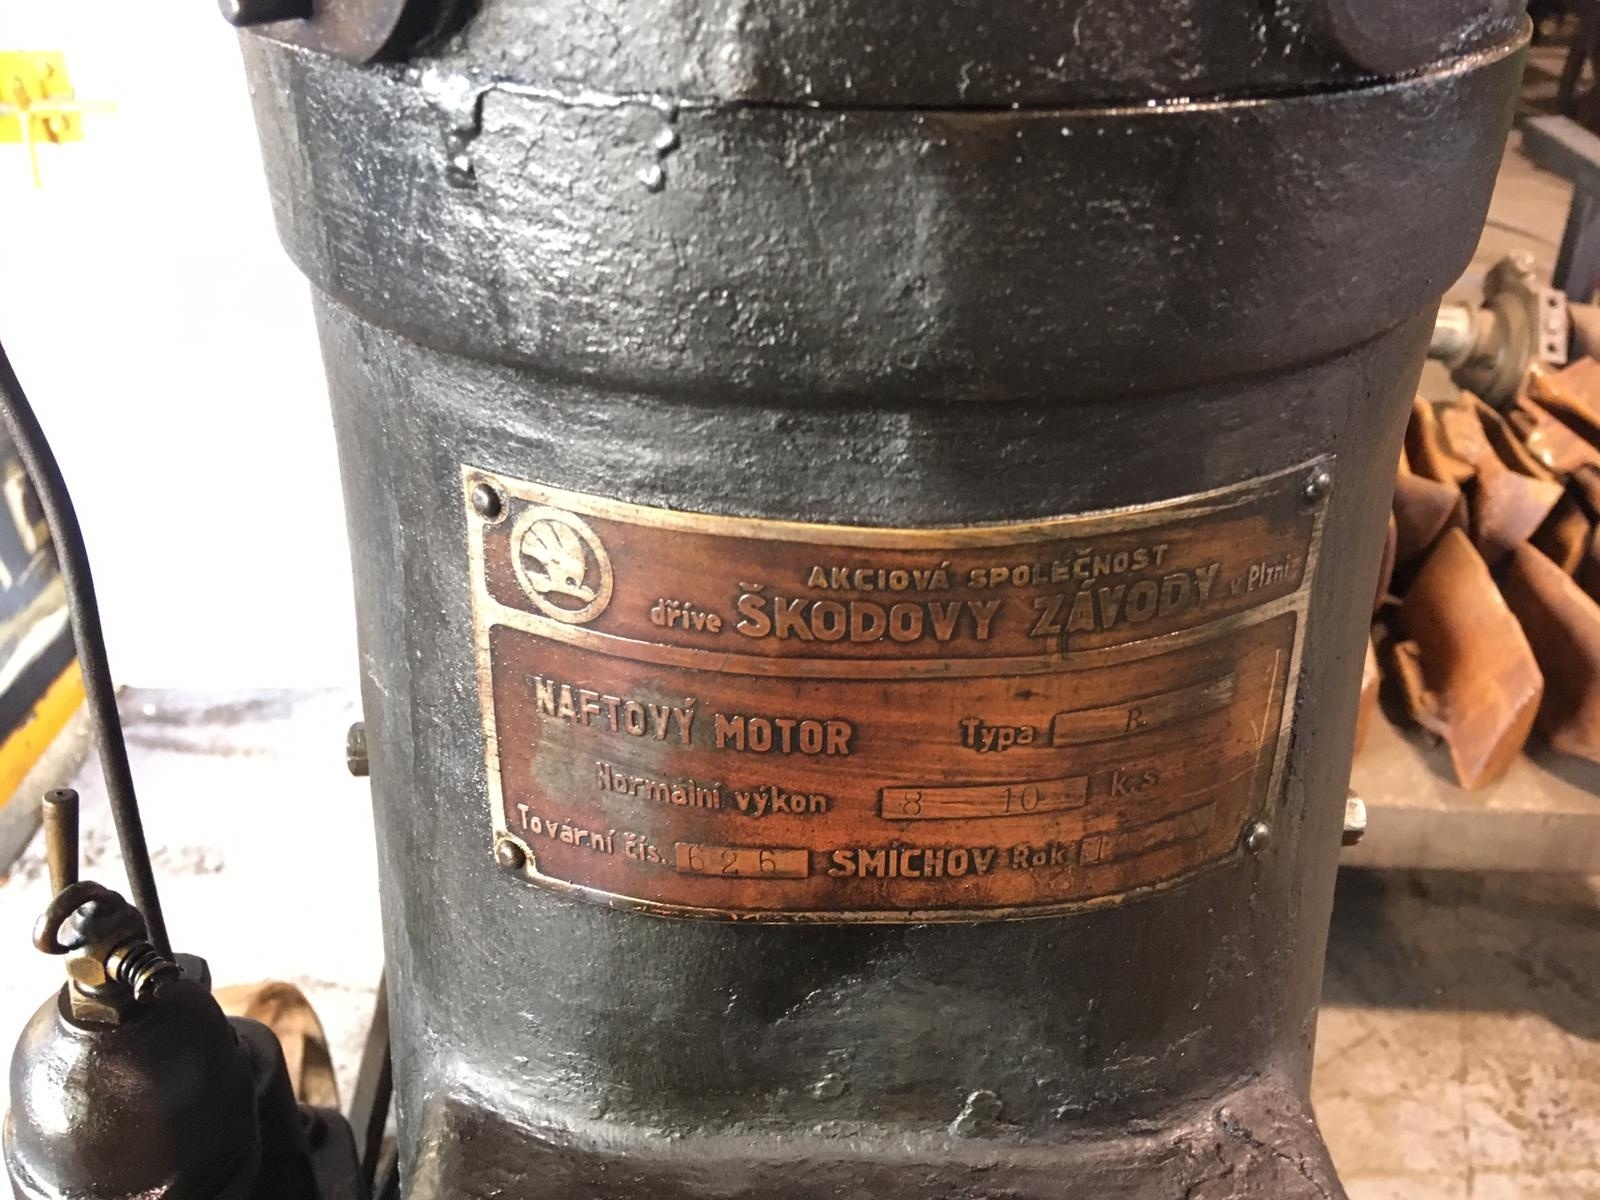 AKCIOVÁ SPOLEČNOST
dříve ŠKODOVY ZÁVODY v Plzni
NAFTOVÝ MOTOR Typa B.
Normální výkon 8 — 10 k.s.
Tovární čís. 626 SMÍCHOV Rok